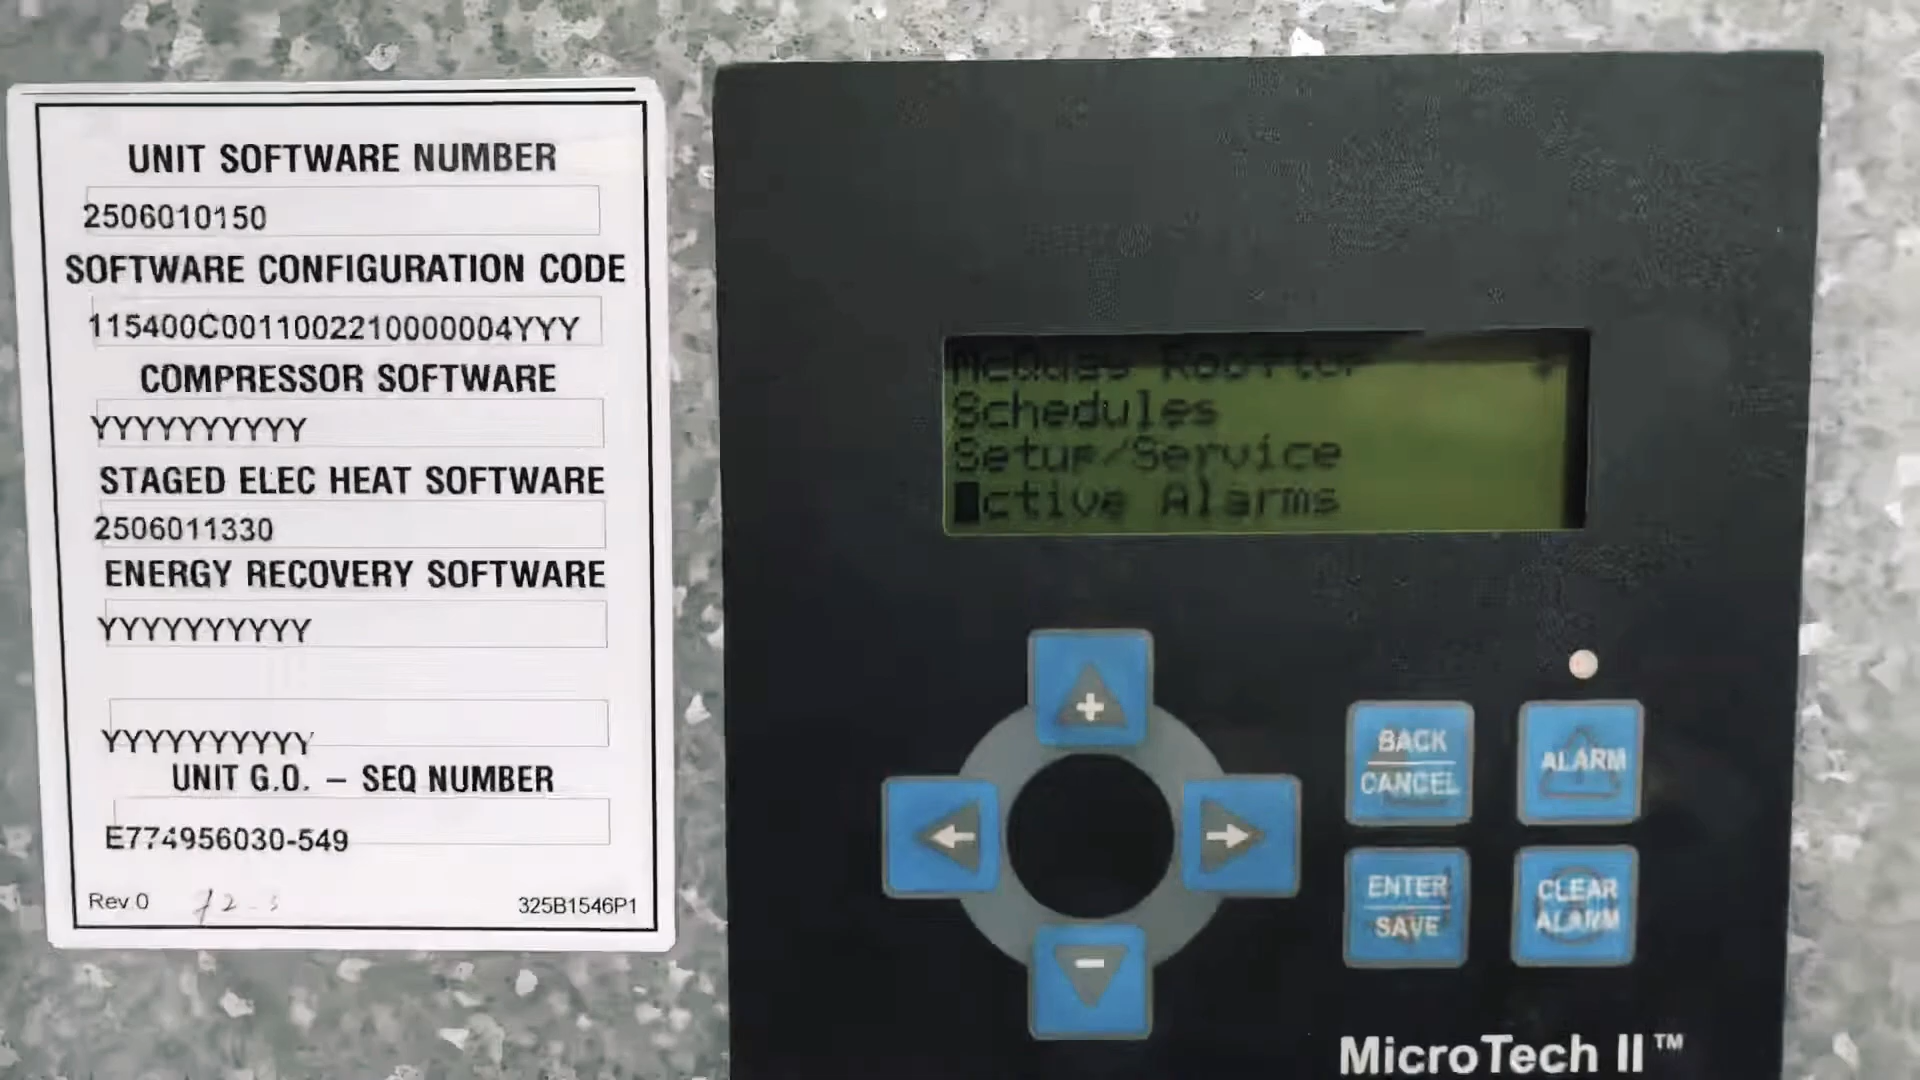 UNIT SOFTWARE NUMBER
2506010150
SOFTWARE CONFIGURATION CODE
115400C0011002210000004YYY
COMPRESSOR SOFTWARE
YYYYYYYYYY
STAGED ELEC HEAT SOFTWARE
2506011330
ENERGY RECOVERY SOFTWARE
YYYYYYYYYY
YYYYYYYYYY
UNIT G.O. – SEQ NUMBER
E774956030-549
Rev.0
325B1546P1
McQuay Rooftop
Schedules
Setup/Service
Active Alarms
+
BACK
CANCEL
ALARM
ENTER
SAVE
CLEAR
ALARM
-
MicroTech II™